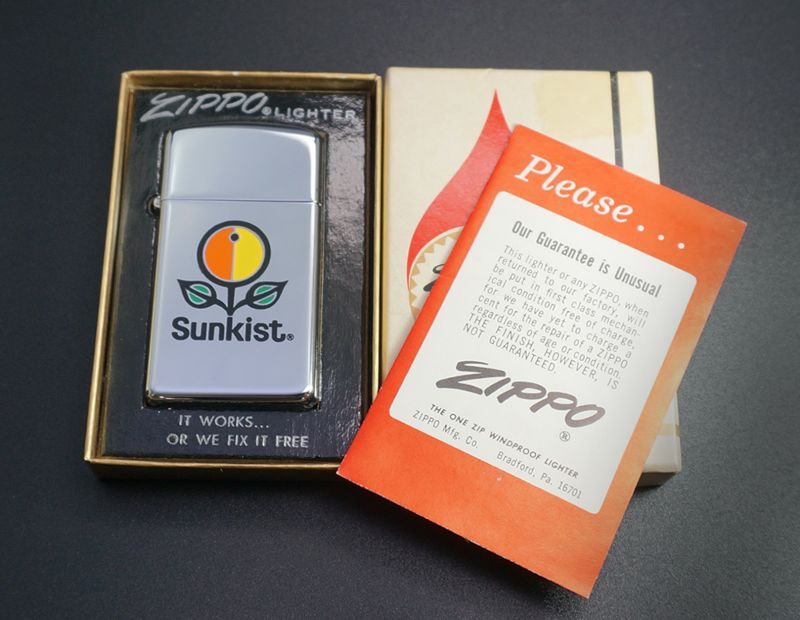 ZIPPO® LIGHTER
Sunkist®
IT WORKS...
OR WE FIX IT FREE
Please...
Our Guarantee is Unusual
This lighter or any ZIPPO, when
returned to our factory, will
be put in first class mechan-
ical condition free of charge,
for we have yet to charge a
cent for the repair of a ZIPPO
regardless of age or condition.
THE FINISH, HOWEVER, IS
NOT GUARANTEED.
ZIPPO®
THE ONE ZIP WINDPROOF LIGHTER
ZIPPO Mfg. Co. Bradford, Pa. 16701